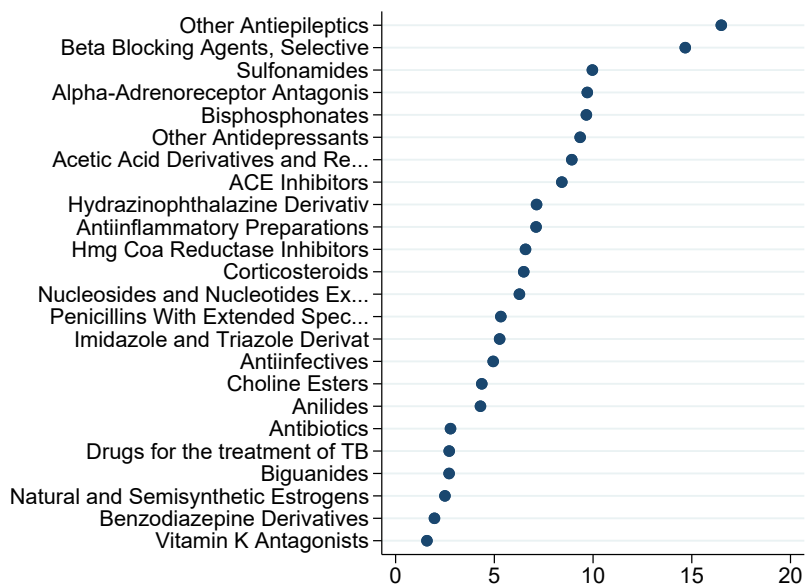 Other Antiepileptics
Beta Blocking Agents, Selective
Sulfonamides
Alpha-Adrenoreceptor Antagonis
Bisphosphonates
Other Antidepressants
Acetic Acid Derivatives and Re...
ACE Inhibitors
Hydrazinophthalazine Derivativ
Antiinflammatory Preparations
Hmg Coa Reductase Inhibitors
Corticosteroids
Nucleosides and Nucleotides Ex...
Penicillins With Extended Spec...
Imidazole and Triazole Derivat
Antiinfectives
Choline Esters
Anilides
Antibiotics
Drugs for the treatment of TB
Biguanides
Natural and Semisynthetic Estrogens
Benzodiazepine Derivatives
Vitamin K Antagonists
0 5 10 15 20